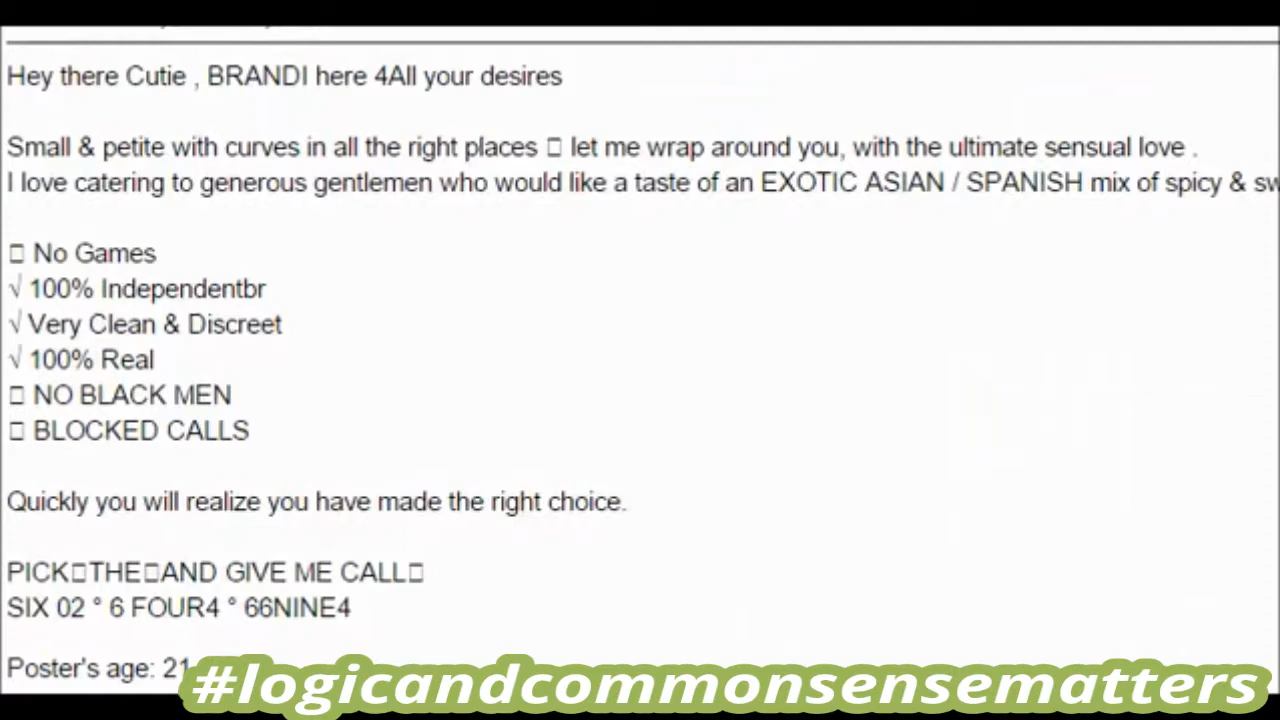 Hey there Cutie , BRANDI here 4All your desires
Small & petite with curves in all the right places □ let me wrap around you, with the ultimate sensual love .
I love catering to generous gentlemen who would like a taste of an EXOTIC ASIAN / SPANISH mix of spicy & sw
□ No Games
√ 100% Independentbr
√ Very Clean & Discreet
√ 100% Real
□ NO BLACK MEN
□ BLOCKED CALLS
Quickly you will realize you have made the right choice.
PICK□THE□AND GIVE ME CALL□
SIX 02 ° 6 FOUR4 ° 66NINE4
Poster's age: 21
#logicandcommonsensematters